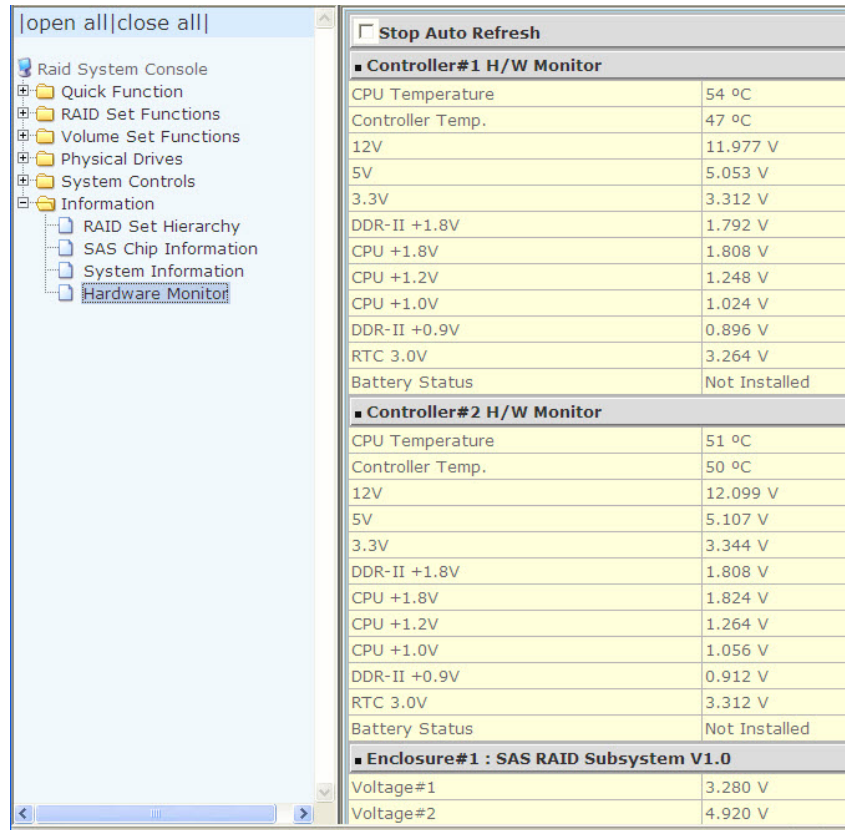 |open all|close all|
Raid System Console
Quick Function
RAID Set Functions
Volume Set Functions
Physical Drives
System Controls
Information
RAID Set Hierarchy
SAS Chip Information
System Information
Hardware Monitor
Stop Auto Refresh
Controller#1 H/W Monitor
CPU Temperature 54 ºC
Controller Temp. 47 ºC
12V 11.977 V
5V 5.053 V
3.3V 3.312 V
DDR-II +1.8V 1.792 V
CPU +1.8V 1.808 V
CPU +1.2V 1.248 V
CPU +1.0V 1.024 V
DDR-II +0.9V 0.896 V
RTC 3.0V 3.264 V
Battery Status Not Installed
Controller#2 H/W Monitor
CPU Temperature 51 ºC
Controller Temp. 50 ºC
12V 12.099 V
5V 5.107 V
3.3V 3.344 V
DDR-II +1.8V 1.808 V
CPU +1.8V 1.824 V
CPU +1.2V 1.264 V
CPU +1.0V 1.056 V
DDR-II +0.9V 0.912 V
RTC 3.0V 3.312 V
Battery Status Not Installed
Enclosure#1 : SAS RAID Subsystem V1.0
Voltage#1 3.280 V
Voltage#2 4.920 V